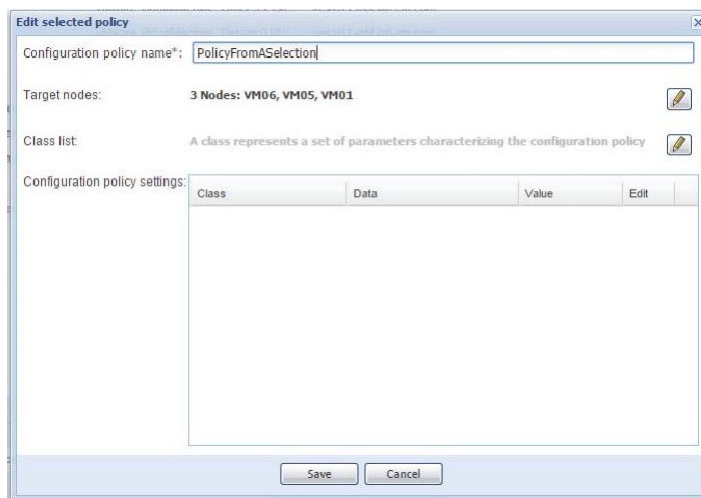 Edit selected policy
Configuration policy name*: PolicyFromASelection
Target nodes: 3 Nodes: VM06, VM05, VM01
Class list: A class represents a set of parameters characterizing the configuration policy
Configuration policy settings:
Class Data Value Edit
Save Cancel